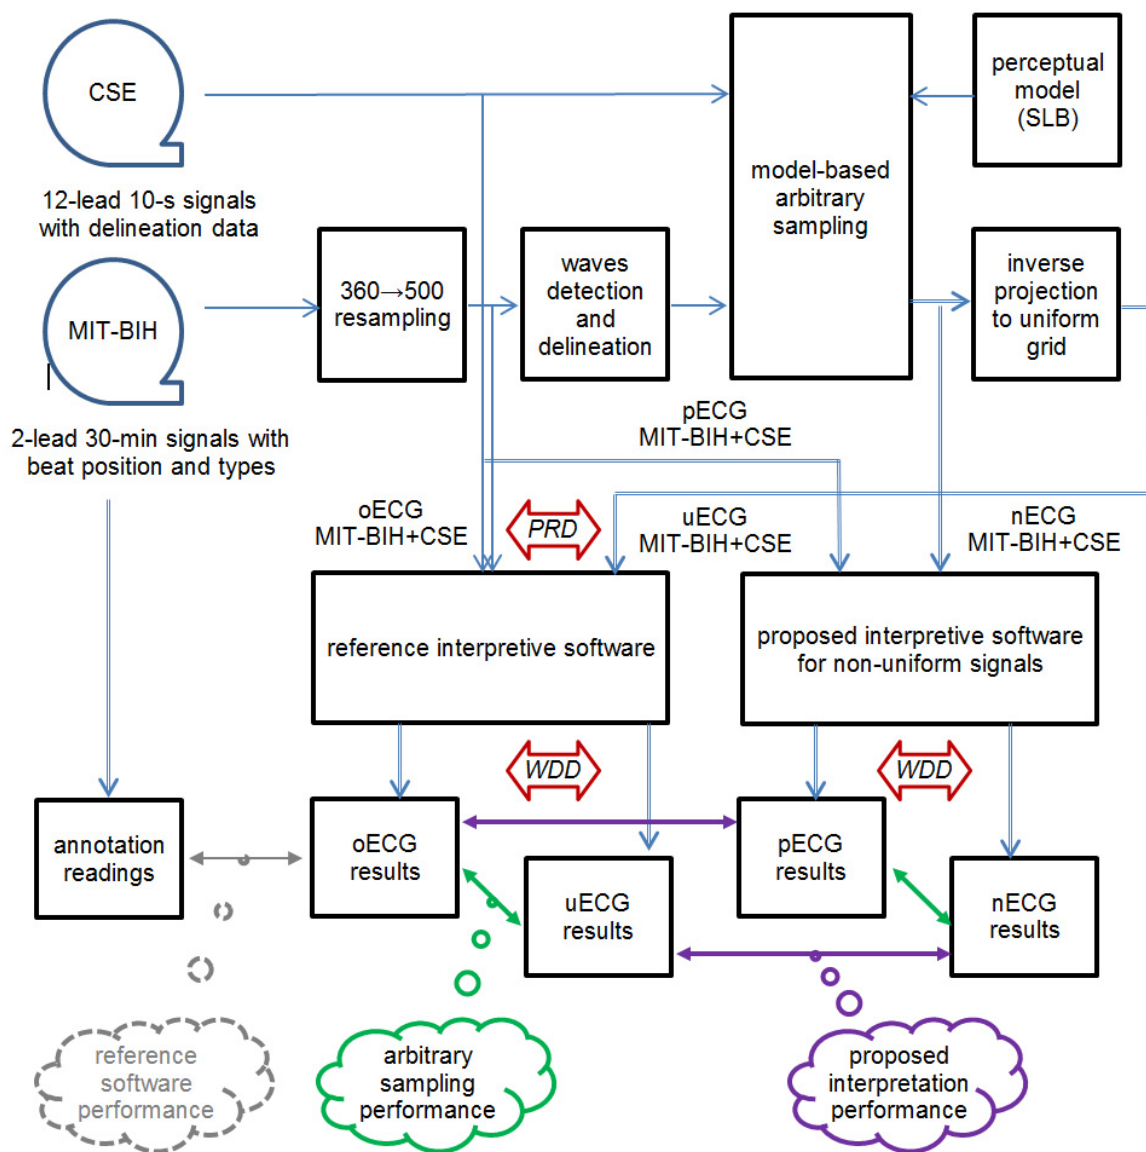 CSE
12-lead 10-s signals
with delineation data
perceptual
model
(SLB)
model-based
arbitrary
sampling
MIT-BIH
360→500
resampling
waves
detection
and
delineation
inverse
projection
to uniform
grid
2-lead 30-min signals with
beat position and types
pECG
MIT-BIH+CSE
oECG
MIT-BIH+CSE
PRD
uECG
MIT-BIH+CSE
nECG
MIT-BIH+CSE
reference interpretive software
proposed interpretive software
for non-uniform signals
WDD
WDD
annotation
readings
oECG
results
uECG
results
pECG
results
nECG
results
reference
software
performance
arbitrary
sampling
performance
proposed
interpretation
performance